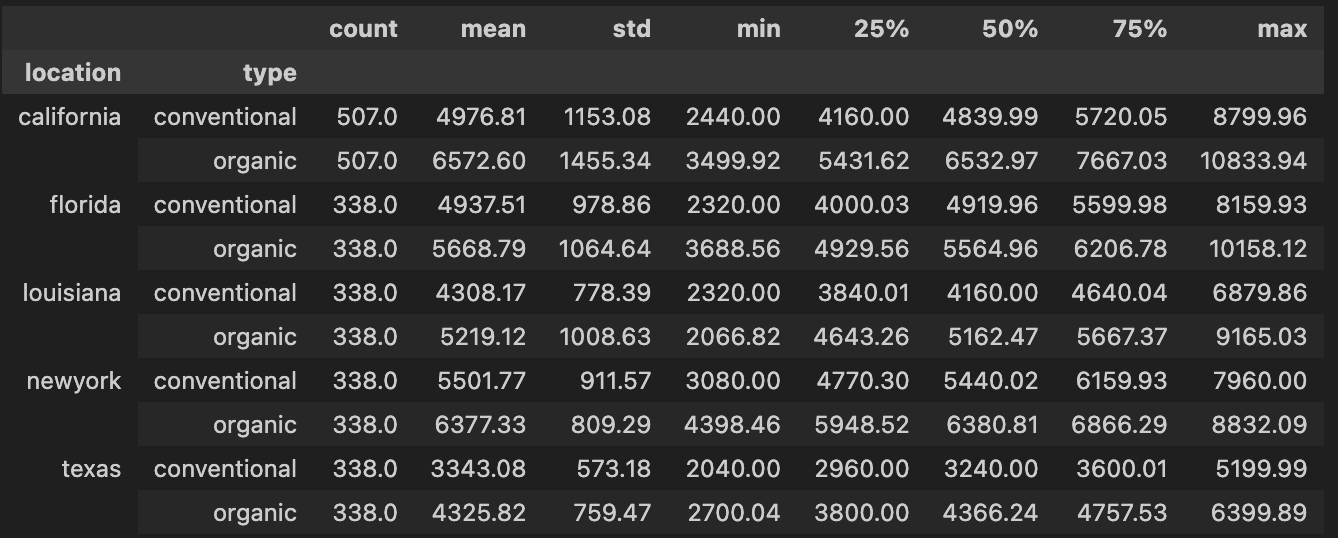 count mean std min 25% 50% 75% max
location type
california conventional 507.0 4976.81 1153.08 2440.00 4160.00 4839.99 5720.05 8799.96
organic 507.0 6572.60 1455.34 3499.92 5431.62 6532.97 7667.03 10833.94
florida conventional 338.0 4937.51 978.86 2320.00 4000.03 4919.96 5599.98 8159.93
organic 338.0 5668.79 1064.64 3688.56 4929.56 5564.96 6206.78 10158.12
louisiana conventional 338.0 4308.17 778.39 2320.00 3840.01 4160.00 4640.04 6879.86
organic 338.0 5219.12 1008.63 2066.82 4643.26 5162.47 5667.37 9165.03
newyork conventional 338.0 5501.77 911.57 3080.00 4770.30 5440.02 6159.93 7960.00
organic 338.0 6377.33 809.29 4398.46 5948.52 6380.81 6866.29 8832.09
texas conventional 338.0 3343.08 573.18 2040.00 2960.00 3240.00 3600.01 5199.99
organic 338.0 4325.82 759.47 2700.04 3800.00 4366.24 4757.53 6399.89